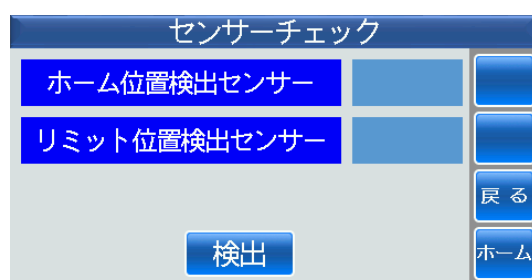 センサーチェック
ホーム位置検出センサー
リミット位置検出センサー
戻る
検出
ホーム